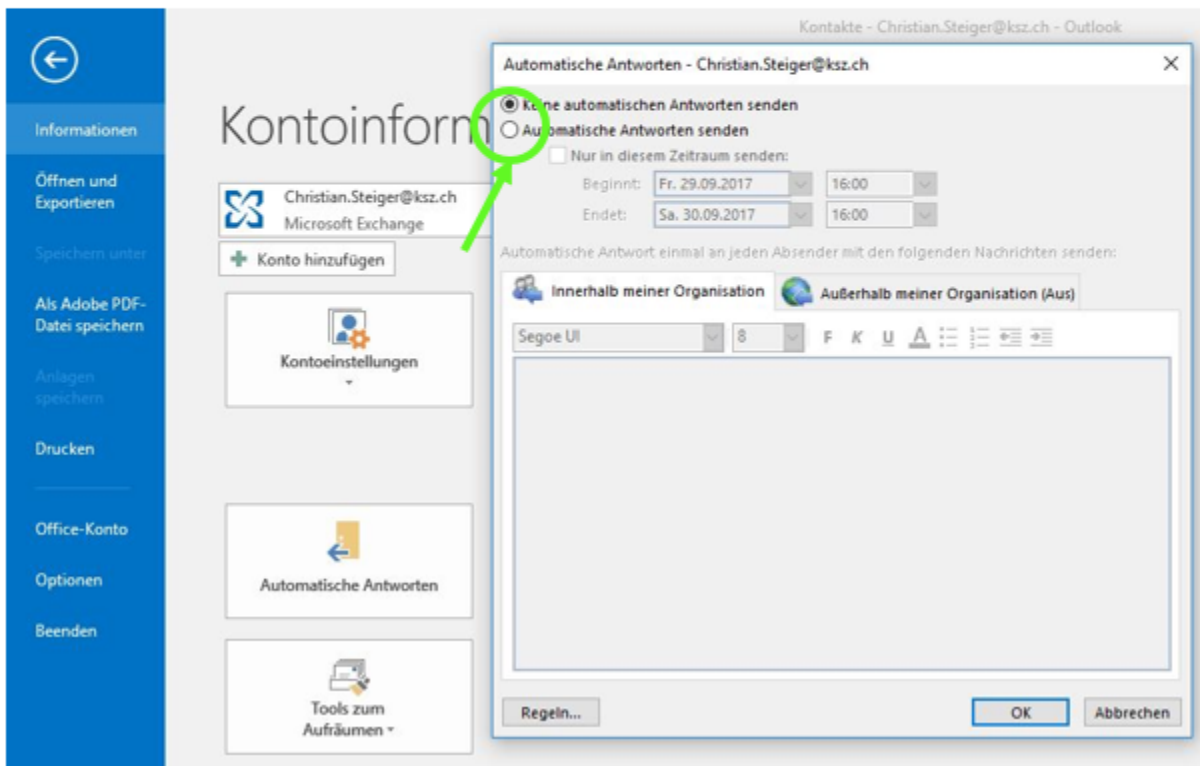 Kontakte - Christian.Steiger@ksz.ch - Outlook
Informationen
Öffnen und
Exportieren
Speichern unter
Als Adobe PDF-
Datei speichern
Anlagen
speichern
Drucken
Office-Konto
Optionen
Beenden
Kontoinform
Christian.Steiger@ksz.ch
Microsoft Exchange
Konto hinzufügen
Kontoeinstellungen
Automatische Antworten
Tools zum
Aufräumen
Automatische Antworten - Christian.Steiger@ksz.ch
Keine automatischen Antworten senden
Automatische Antworten senden
Nur in diesem Zeitraum senden:
Beginnt: Fr. 29.09.2017 16:00
Endet: Sa. 30.09.2017 16:00
Automatische Antwort einmal an jeden Absender mit den folgenden Nachrichten senden:
Innerhalb meiner Organisation Außerhalb meiner Organisation (Aus)
Segoe UI 8 F K U A
Regeln... OK Abbrechen